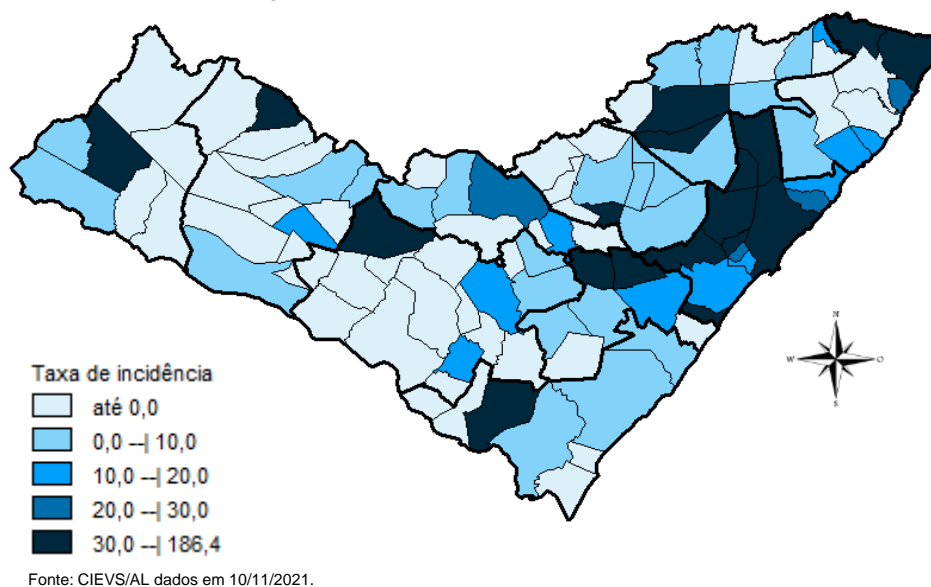 N
W
O
S
Taxa de incidência
até 0,0
0,0 --| 10,0
10,0 --| 20,0
20,0 --| 30,0
30,0 --| 186,4
Fonte: CIEVS/AL dados em 10/11/2021.